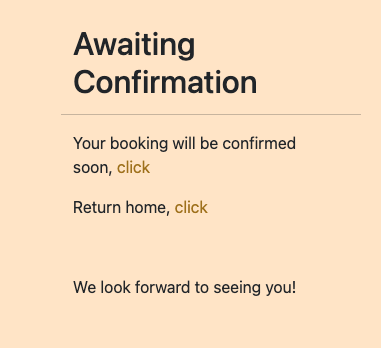 Awaiting
Confirmation
Your booking will be confirmed
soon, click
Return home, click
We look forward to seeing you!